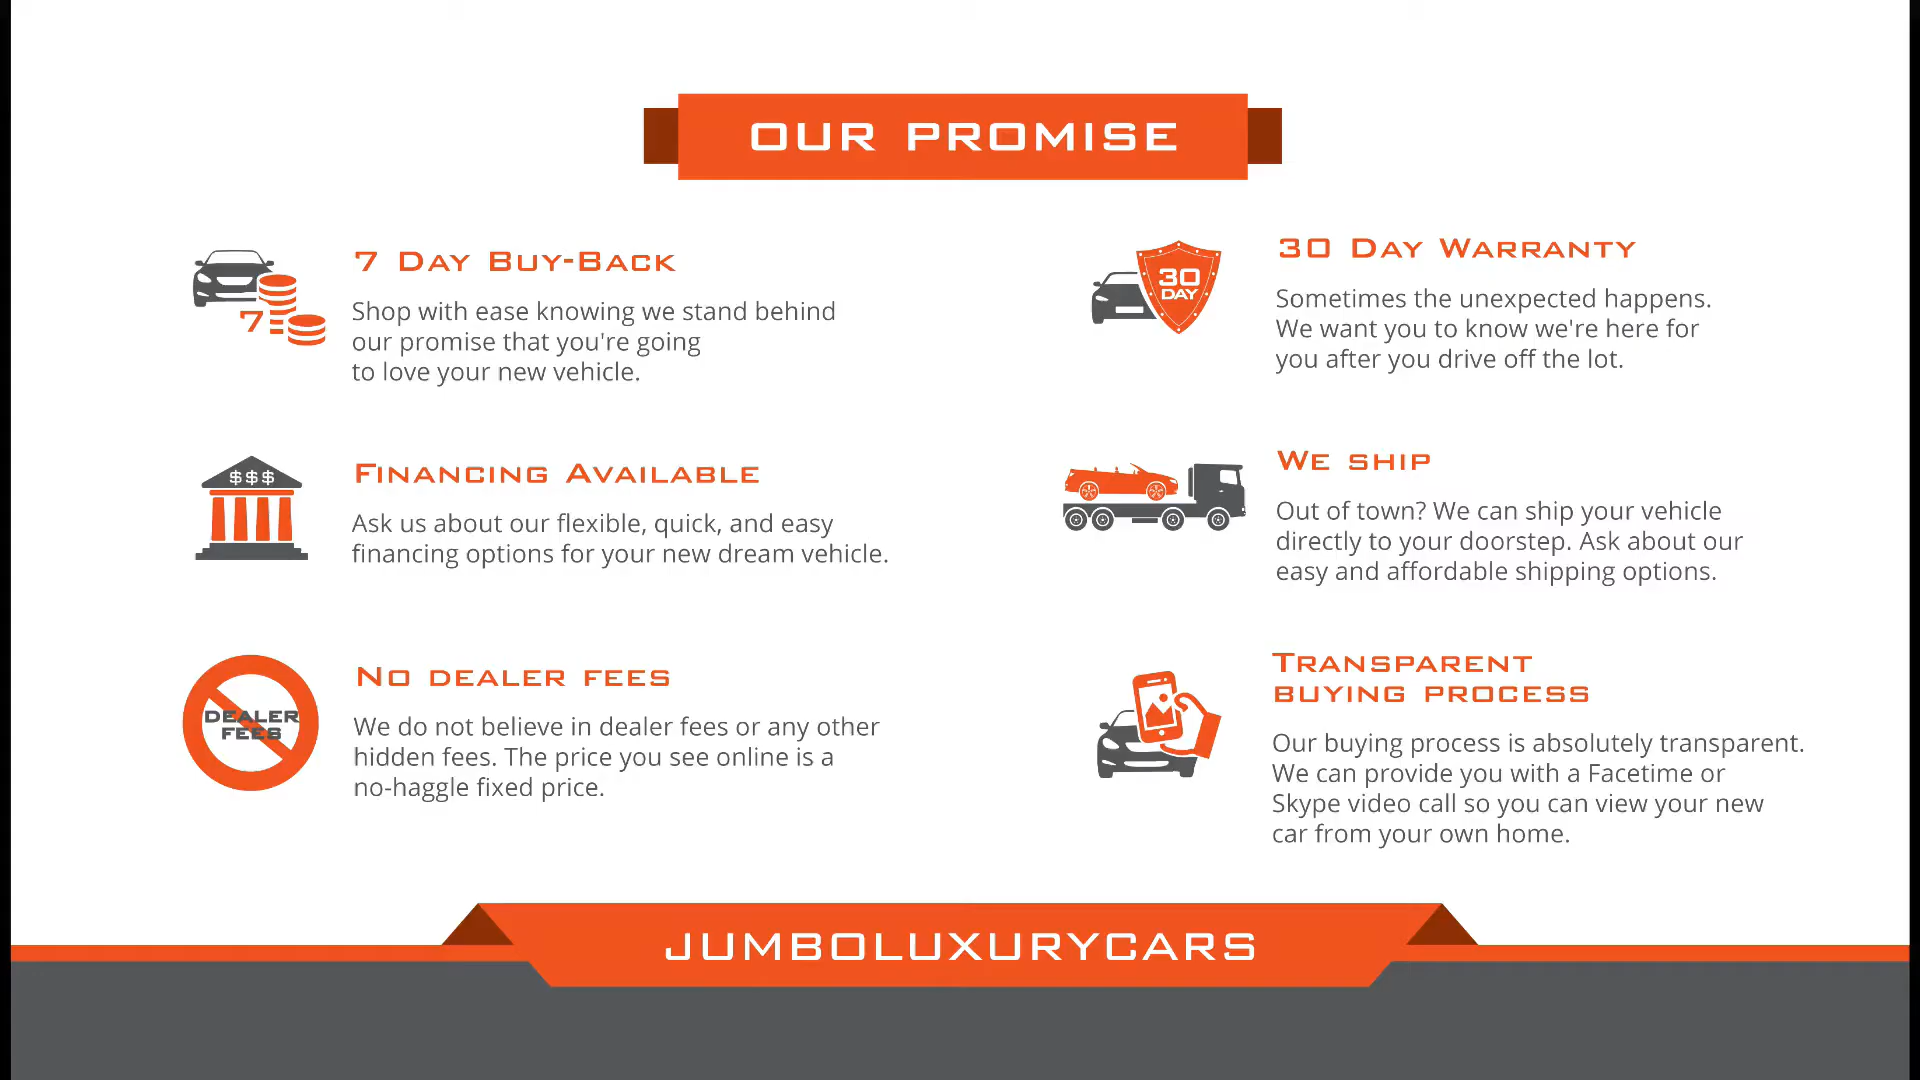 OUR PROMISE
7 DAY BUY-BACK
Shop with ease knowing we stand behind
our promise that you're going
to love your new vehicle.
7
$$$
FINANCING AVAILABLE
Ask us about our flexible, quick, and easy
financing options for your new dream vehicle.
DEALER
FEES
NO DEALER FEES
We do not believe in dealer fees or any other
hidden fees. The price you see online is a
no-haggle fixed price.
30
DAY
30 DAY WARRANTY
Sometimes the unexpected happens.
We want you to know we're here for
you after you drive off the lot.
WE SHIP
Out of town? We can ship your vehicle
directly to your doorstep. Ask about our
easy and affordable shipping options.
TRANSPARENT
BUYING PROCESS
Our buying process is absolutely transparent.
We can provide you with a Facetime or
Skype video call so you can view your new
car from your own home.
JUMBOLUXURYCARS